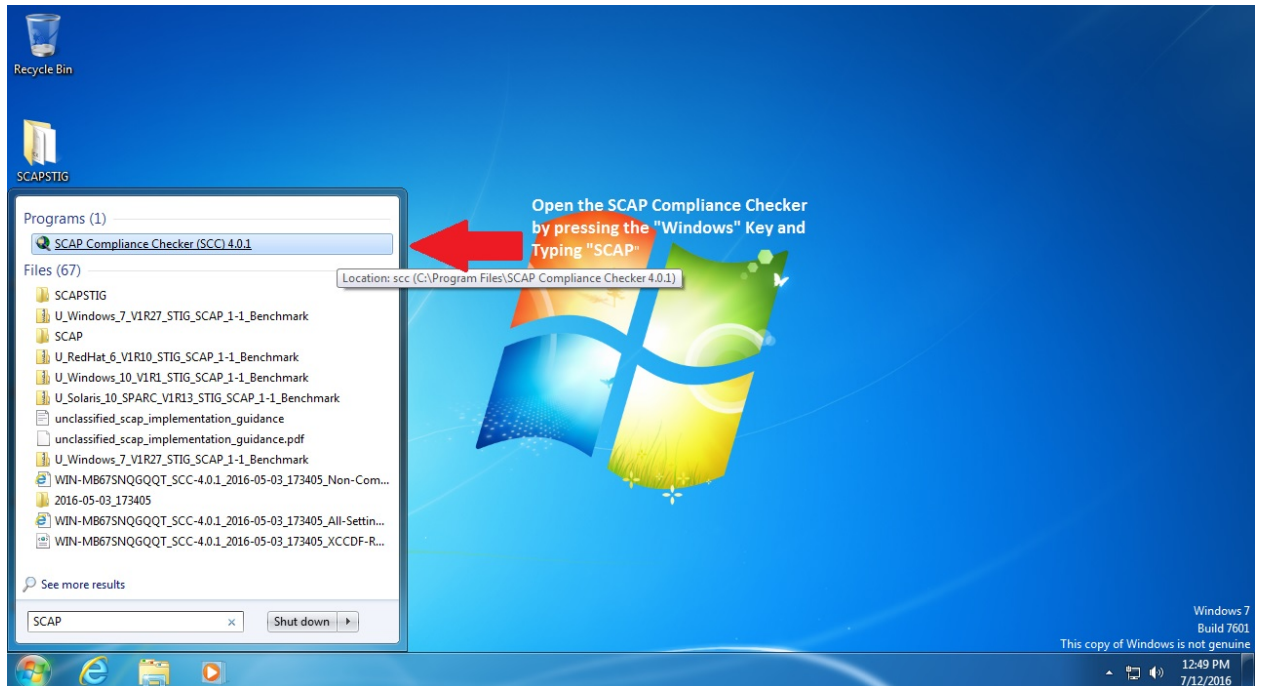 Recycle Bin
SCAPSTIG
Programs (1)
SCAP Compliance Checker (SCC) 4.0.1
Files (67)
SCAPSTIG
U_Windows_7_V1R27_STIG_SCAP_1-1_Benchmark
SCAP
U_RedHat_6_V1R10_STIG_SCAP_1-1_Benchmark
U_Windows_10_V1R1_STIG_SCAP_1-1_Benchmark
U_Solaris_10_SPARC_V1R13_STIG_SCAP_1-1_Benchmark
unclassified_scap_implementation_guidance
unclassified_scap_implementation_guidance.pdf
U_Windows_7_V1R27_STIG_SCAP_1-1_Benchmark
WIN-MB67SNQGQQT_SCC-4.0.1_2016-05-03_173405_Non-Com...
2016-05-03_173405
WIN-MB67SNQGQQT_SCC-4.0.1_2016-05-03_173405_All-Settin...
WIN-MB67SNQGQQT_SCC-4.0.1_2016-05-03_173405_XCCDF-R...
See more results
SCAP
Shut down
Open the SCAP Compliance Checker
by pressing the "Windows" Key and
Typing "SCAP"
Location: scc (C:\Program Files\SCAP Compliance Checker 4.0.1)
Windows 7
Build 7601
This copy of Windows is not genuine
12:49 PM
7/12/2016